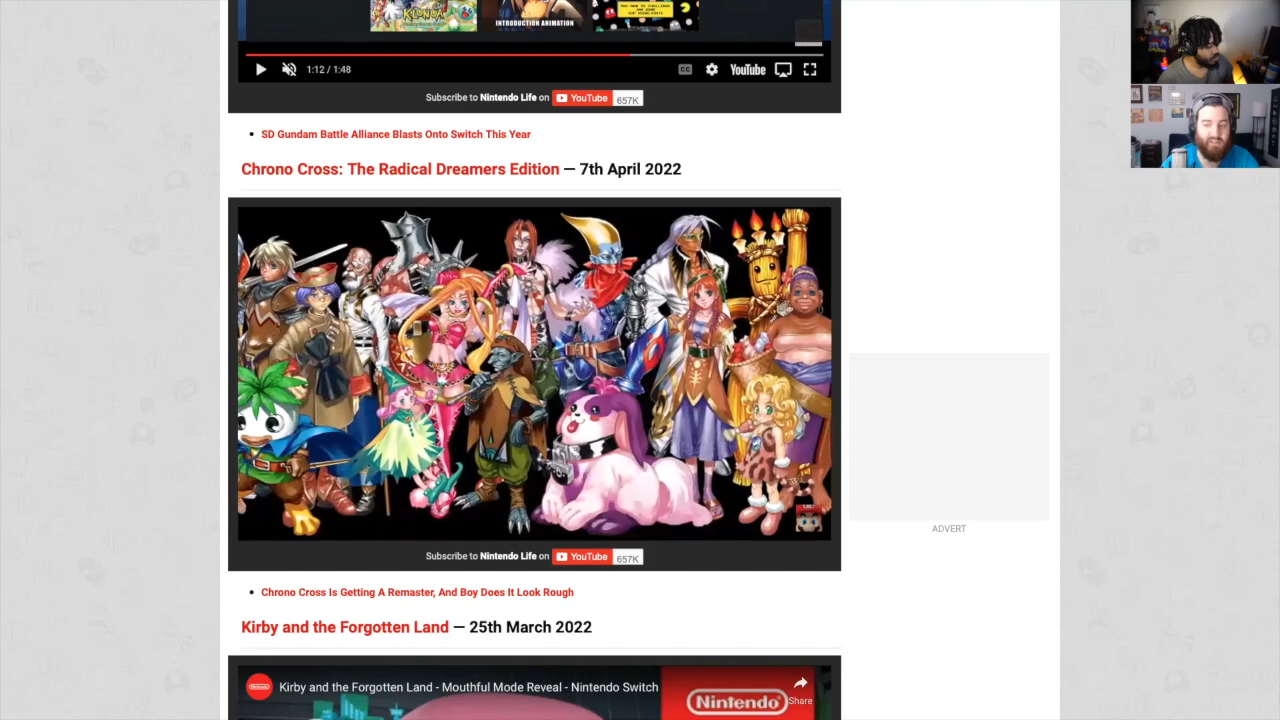 KLONOA
INTRODUCTION ANIMATION
1:12 / 1:48
CC
YouTube
Subscribe to Nintendo Life on YouTube 657K
• SD Gundam Battle Alliance Blasts Onto Switch This Year
Chrono Cross: The Radical Dreamers Edition — 7th April 2022
ADVERT
Subscribe to Nintendo Life on YouTube 657K
• Chrono Cross Is Getting A Remaster, And Boy Does It Look Rough
Kirby and the Forgotten Land — 25th March 2022
Nintendo
Kirby and the Forgotten Land - Mouthful Mode Reveal - Nintendo Switch
Nintendo
Share